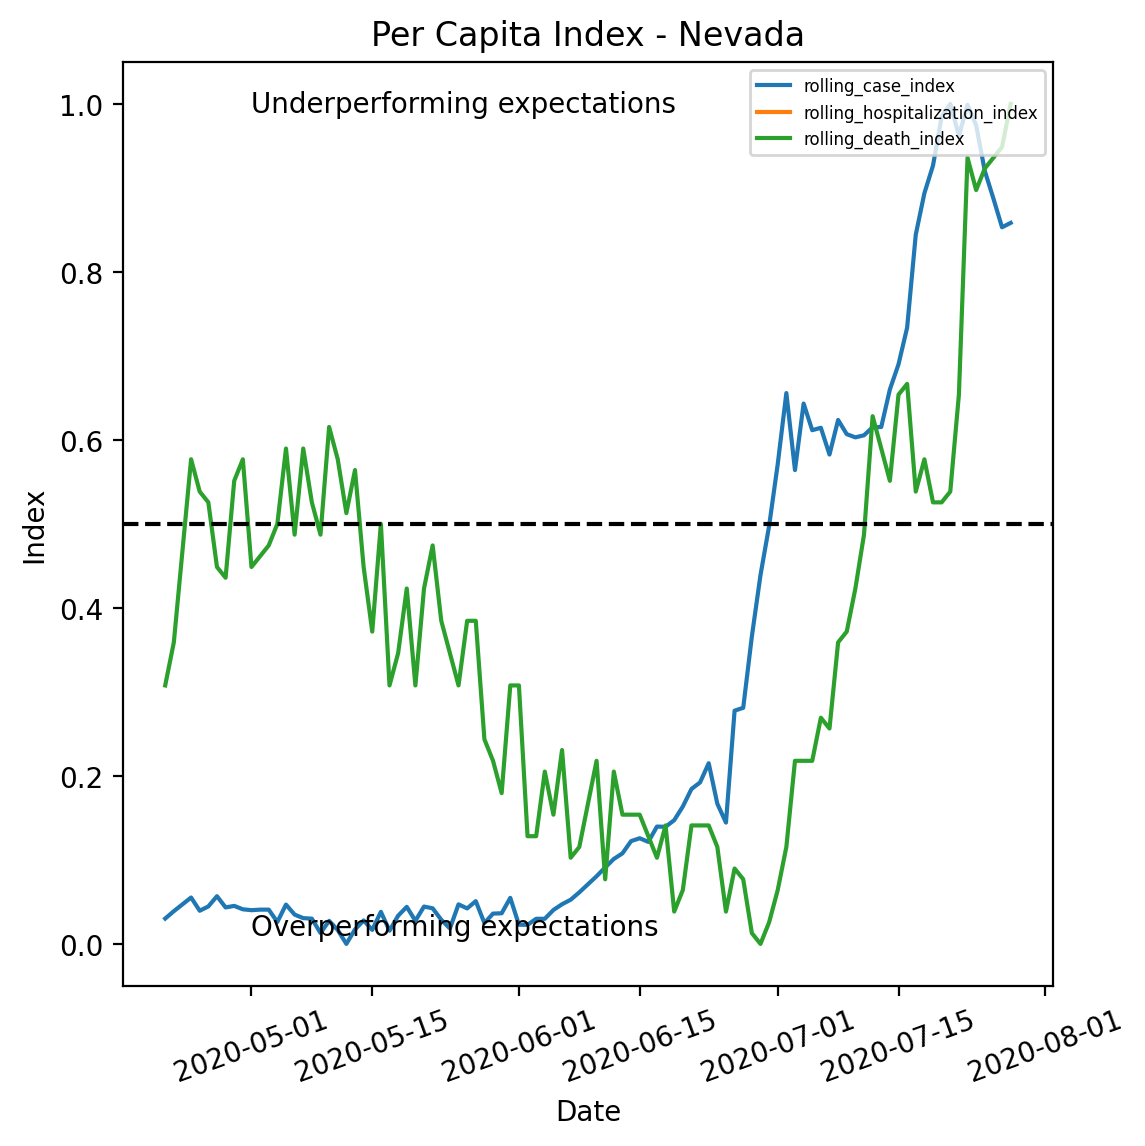 Per Capita Index - Nevada
Underperforming expectations
rolling_case_index
rolling_hospitalization_index
rolling_death_index
1.0
0.8
0.6
0.4
0.2
0.0
Index
Overperforming expectations
2020-05-01
2020-05-15
2020-06-01
2020-06-15
2020-07-01
2020-07-15
2020-08-01
Date